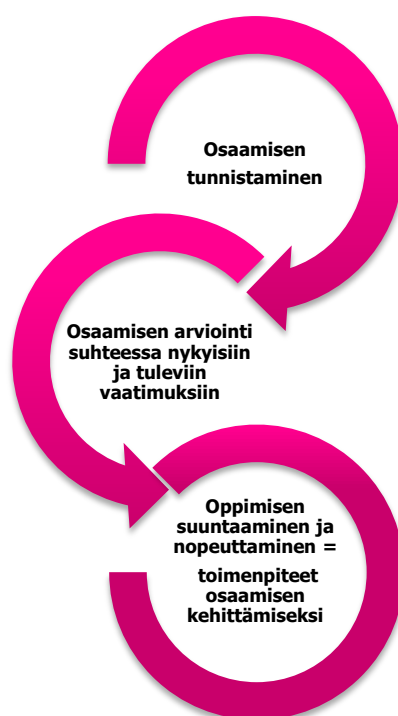 Osaamisen
tunnistaminen
Osaamisen arviointi
suhteessa nykyisiin
ja tuleviin
vaatimuksiin
Oppimisen
suuntaaminen ja
nopeuttaminen =
toimenpiteet
osaamisen
kehittämiseksi